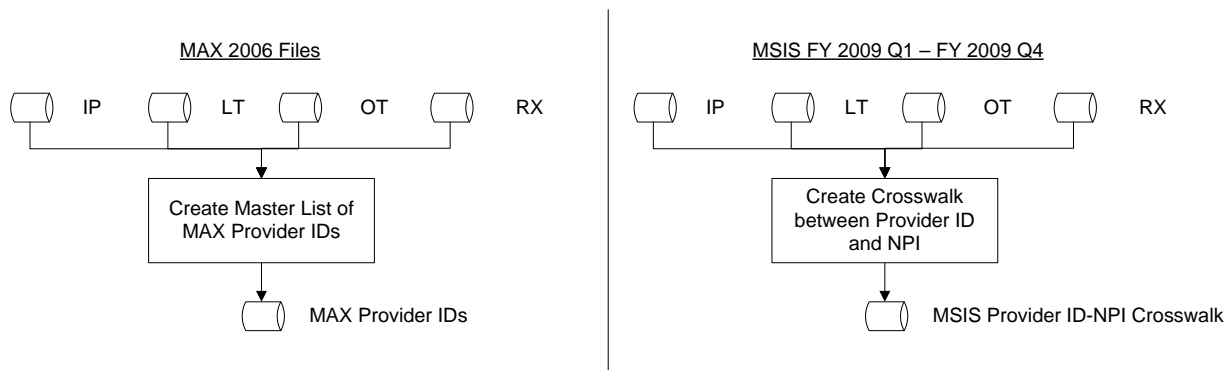 MAX 2006 Files
IP
LT
OT
RX
Create Master List of
MAX Provider IDs
MAX Provider IDs
MSIS FY 2009 Q1 – FY 2009 Q4
IP
LT
OT
RX
Create Crosswalk
between Provider ID
and NPI
MSIS Provider ID-NPI Crosswalk